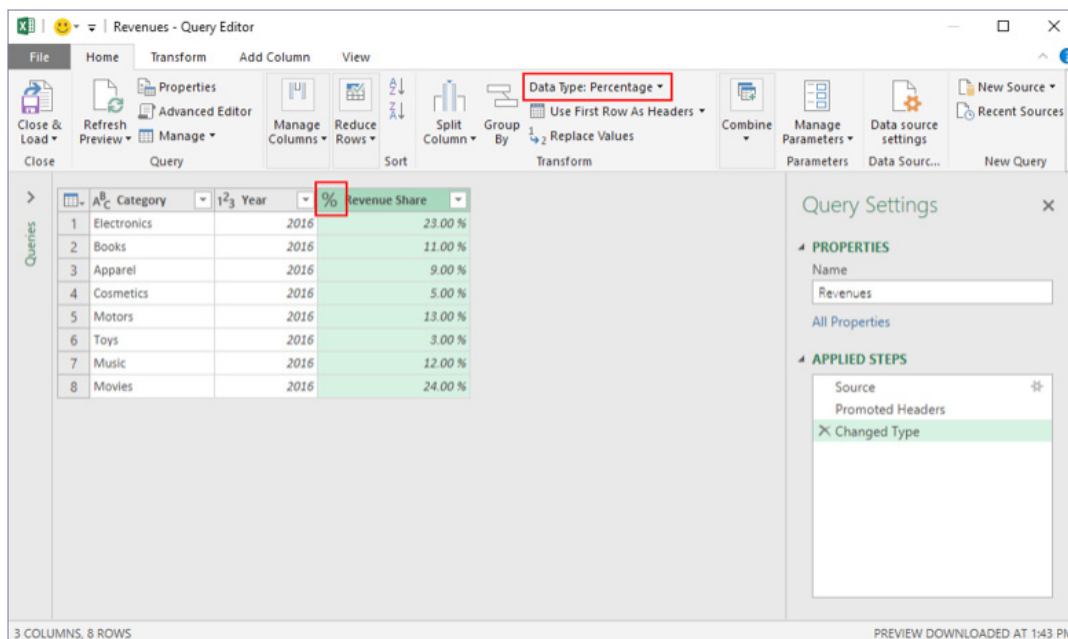 Revenues - Query Editor
File Home Transform Add Column View
Close & Load
Refresh Preview
Properties
Advanced Editor
Manage
Manage Columns
Reduce Rows
Split Column
Group By
Data Type: Percentage
Use First Row As Headers
Replace Values
Combine
Manage Parameters
Data source settings
New Source
Recent Sources
Close Query Sort Transform Parameters Data Sourc... New Query
Queries
Category 1 2 3 Year % Revenue Share
1 Electronics 2016 23.00 %
2 Books 2016 11.00 %
3 Apparel 2016 9.00 %
4 Cosmetics 2016 5.00 %
5 Motors 2016 13.00 %
6 Toys 2016 3.00 %
7 Music 2016 12.00 %
8 Movies 2016 24.00 %
Query Settings
PROPERTIES
Name
Revenues
All Properties
APPLIED STEPS
Source
Promoted Headers
Changed Type
3 COLUMNS, 8 ROWS
PREVIEW DOWNLOADED AT 1:43 PM